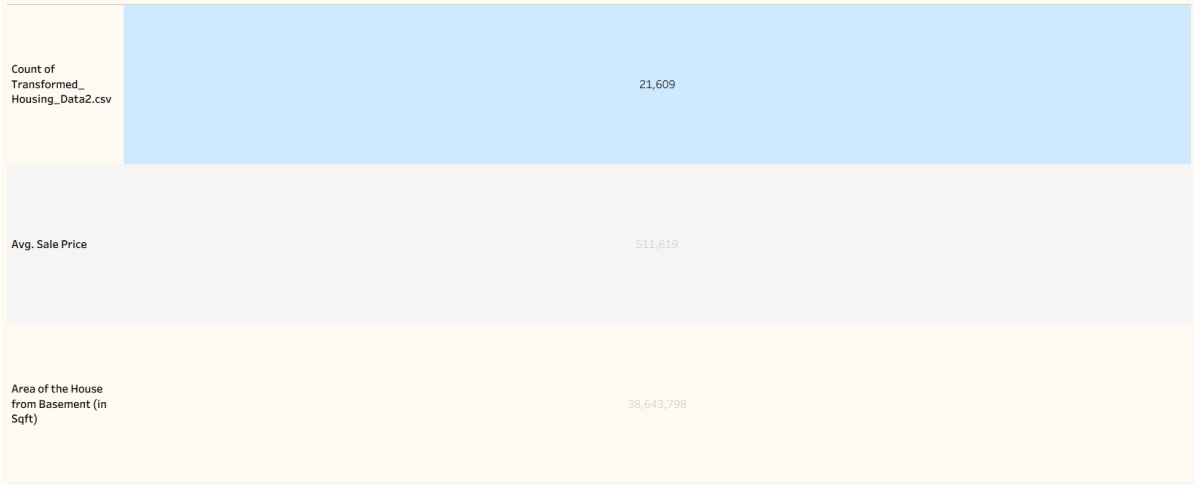 Count of
Transformed_
Housing_Data2.csv
21,609
Avg. Sale Price
511,619
Area of the House
from Basement (in
Sqft)
38,643,798